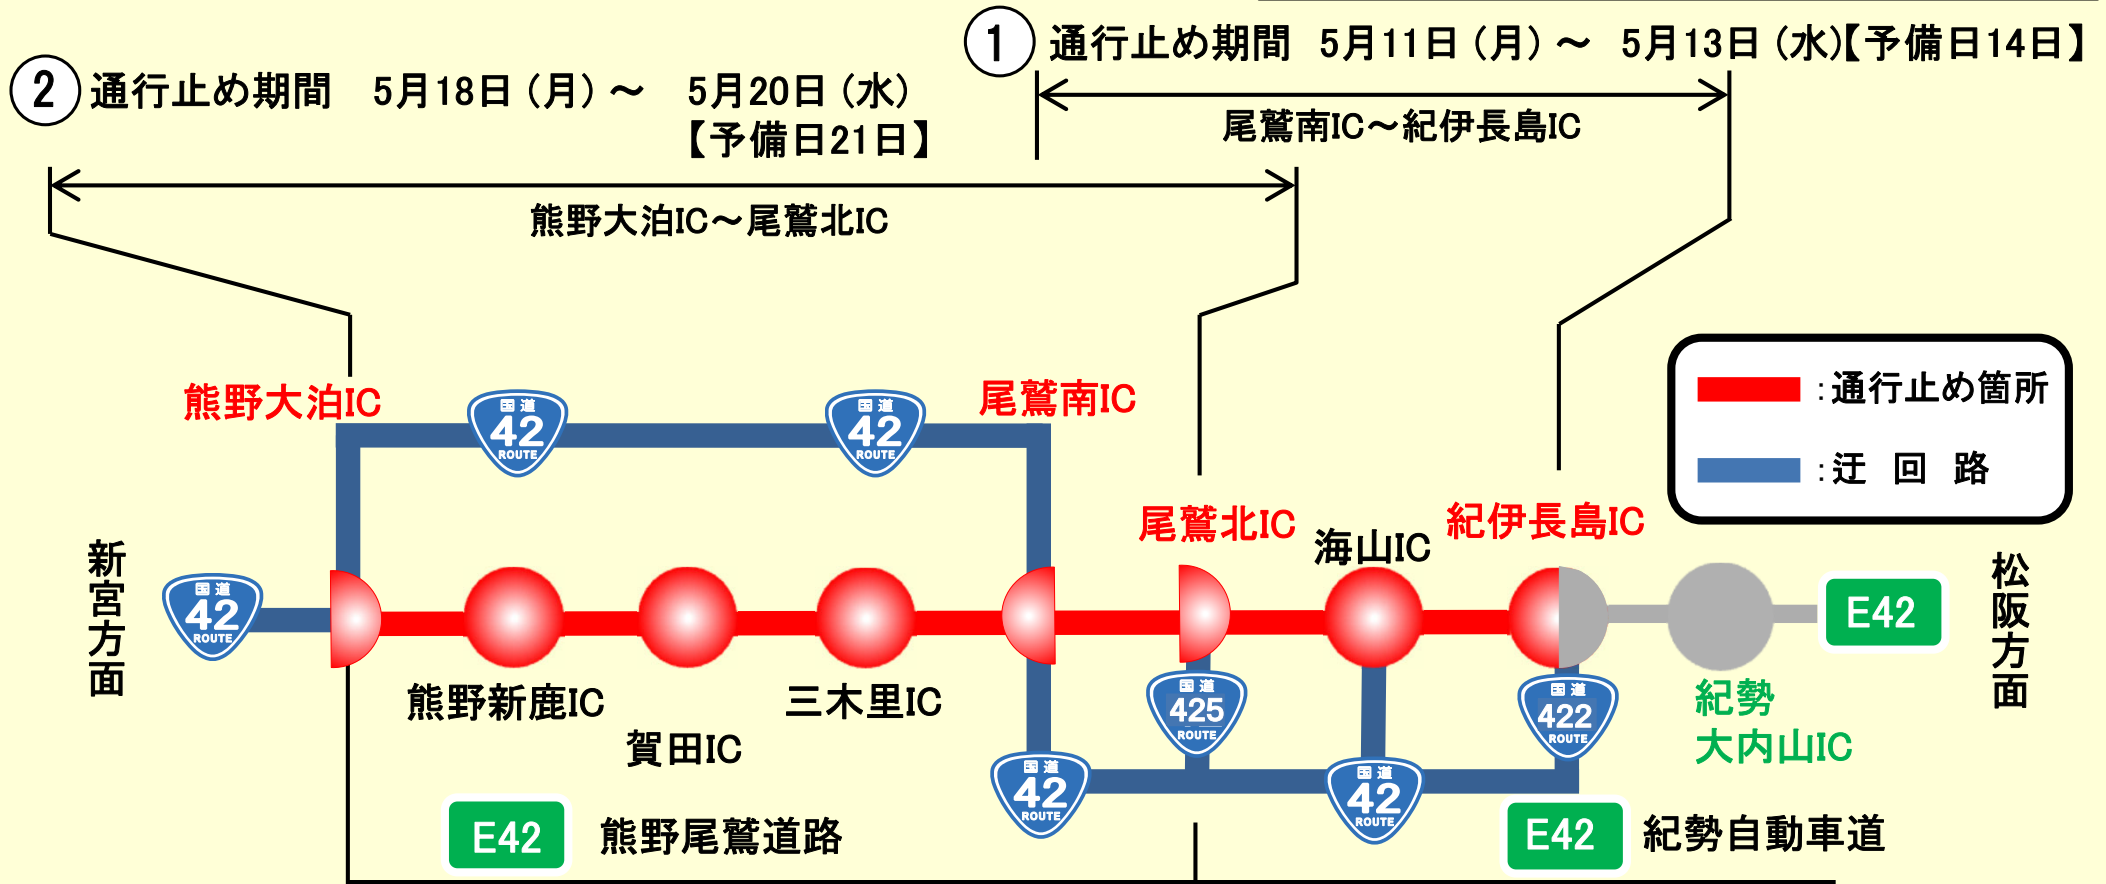 ① 通行止め期間 5月11日(月)～ 5月13日(水)【予備日14日】
尾鷲南IC～紀伊長島IC
② 通行止め期間 5月18日(月)～ 5月20日(水)
【予備日21日】
熊野大泊IC～尾鷲北IC
:通行止め箇所
:迂 回 路
熊野大泊IC
国道
42
ROUTE
国道
42
ROUTE
尾鷲南IC
尾鷲北IC
海山IC
紀伊長島IC
新宮方面
国道
42
ROUTE
E42
松阪方面
熊野新鹿IC
賀田IC
三木里IC
国道
425
ROUTE
国道
422
ROUTE
紀勢
大内山IC
国道
42
ROUTE
国道
42
ROUTE
E42 熊野尾鷲道路
E42 紀勢自動車道